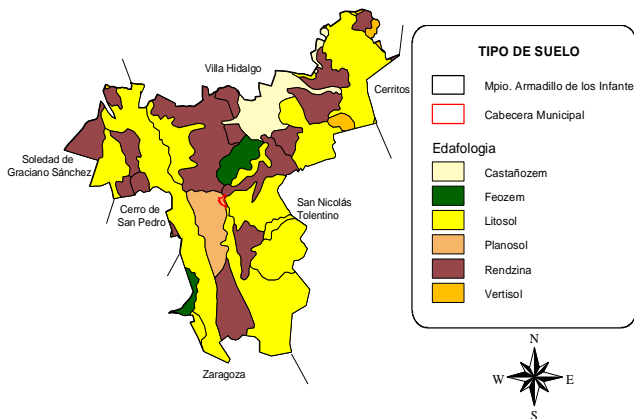 Villa Hidalgo
Cerritos
Soledad de
Graciano Sánchez
Cerro de
San Pedro
San Nicolás
Tolentino
Zaragoza
TIPO DE SUELO
Mpio. Armadillo de los Infante
Cabecera Municipal
Edafologia
Castañozem
Feozem
Litosol
Planosol
Rendzina
Vertisol
N
W E
S